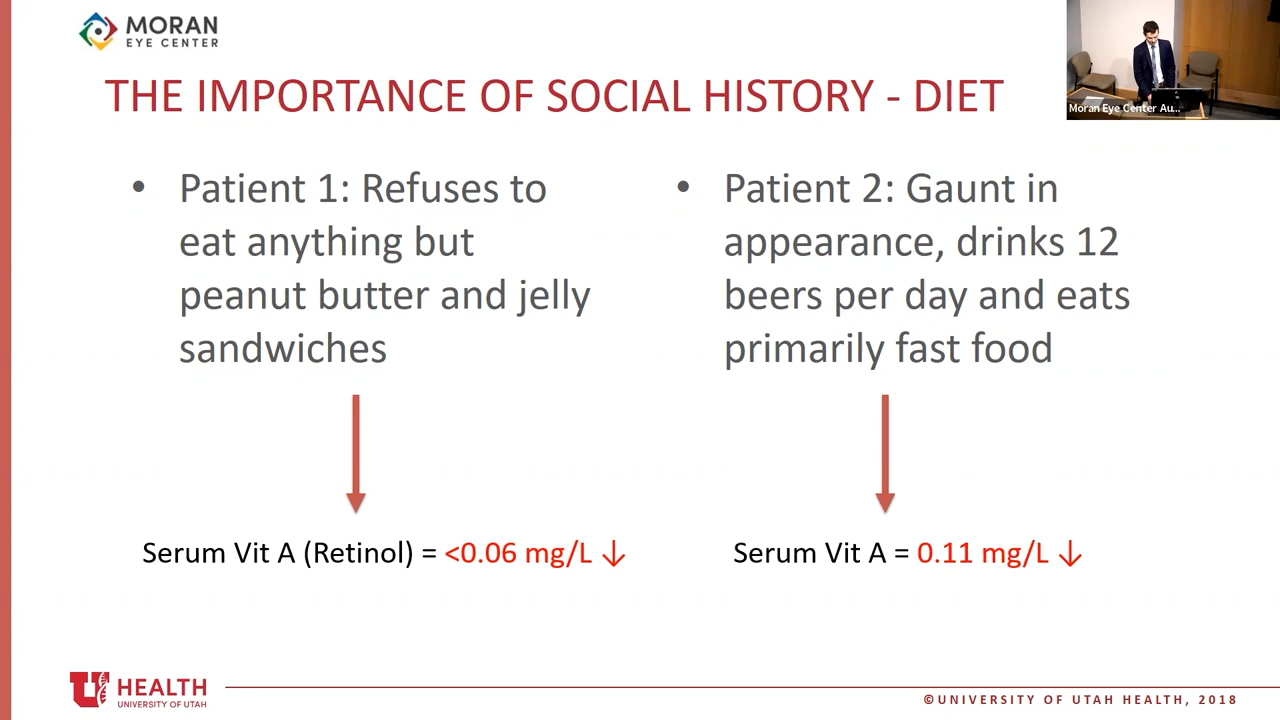 MORAN
EYE CENTER
Moran Eye Center Au...
THE IMPORTANCE OF SOCIAL HISTORY - DIET
• Patient 1: Refuses to
eat anything but
peanut butter and jelly
sandwiches
• Patient 2: Gaunt in
appearance, drinks 12
beers per day and eats
primarily fast food
Serum Vit A (Retinol) = <0.06 mg/L ↓
Serum Vit A = 0.11 mg/L ↓
U HEALTH
UNIVERSITY OF UTAH
©UNIVERSITY OF UTAH HEALTH, 2018